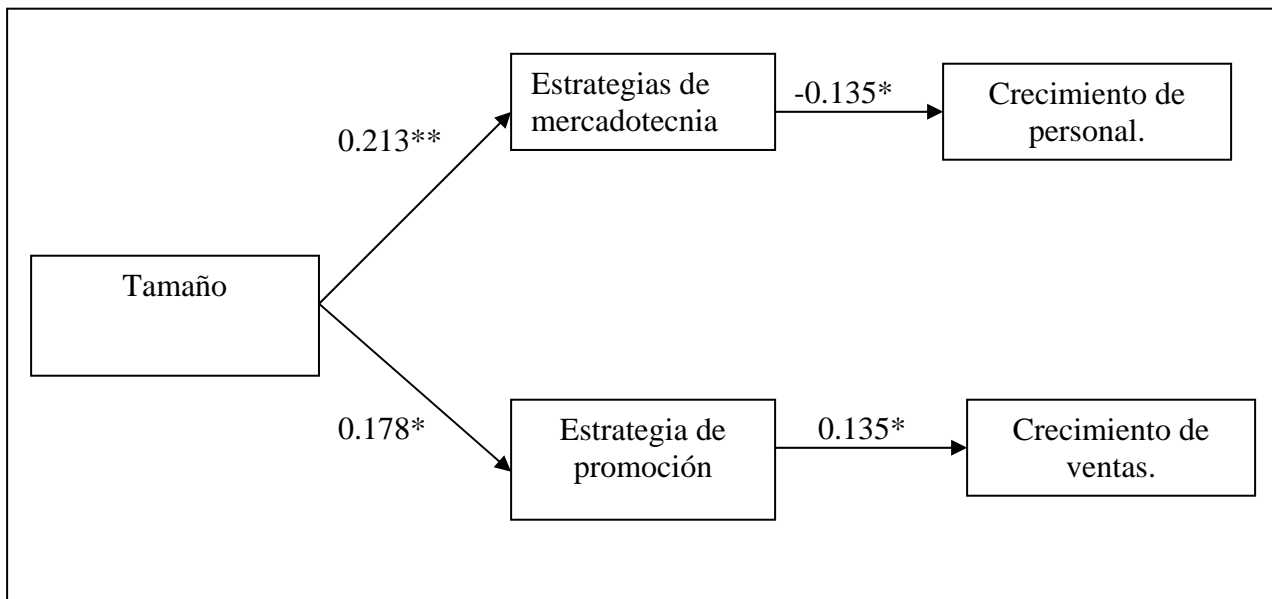 Estrategias de
mercadotecnia
-0.135*
Crecimiento de
personal.
0.213**
Tamaño
0.178*
Estrategia de
promoción
0.135*
Crecimiento de
ventas.